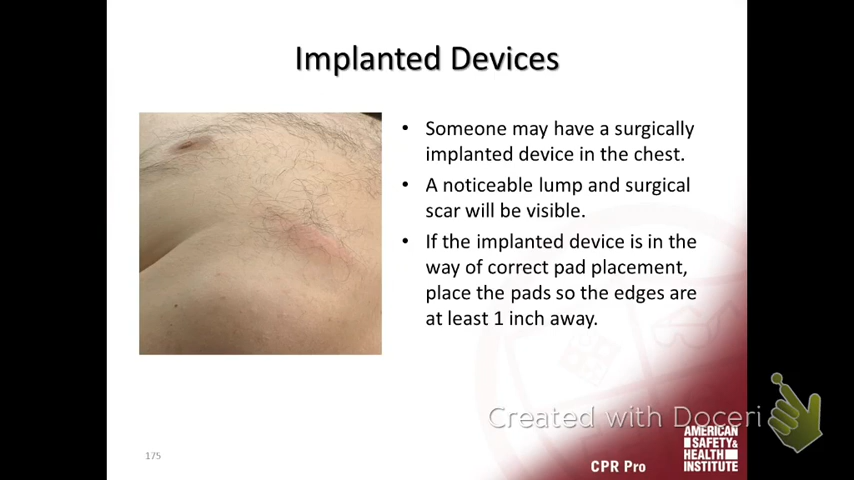 Implanted Devices
• Someone may have a surgically
implanted device in the chest.
• A noticeable lump and surgical
scar will be visible.
• If the implanted device is in the
way of correct pad placement,
place the pads so the edges are
at least 1 inch away.
Created with Doceri
AMERICAN
SAFETY&
HEALTH
INSTITUTE
175
CPR Pro